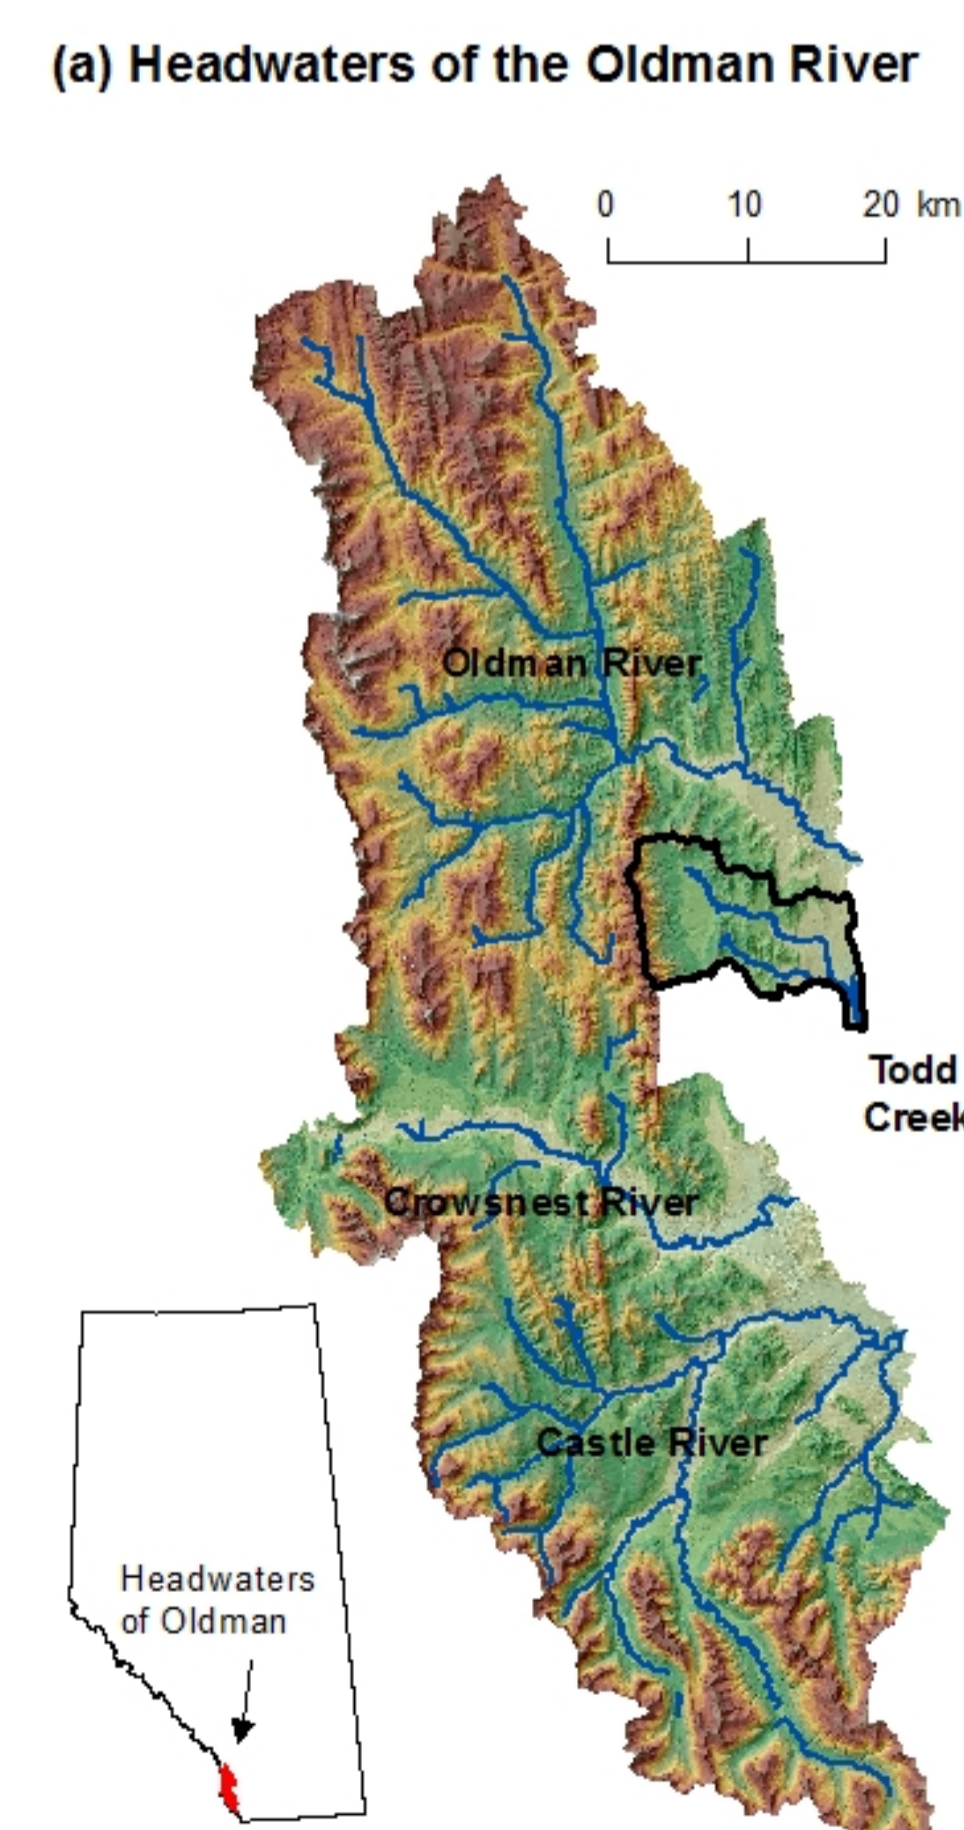 (a) Headwaters of the Oldman River
0 10 20 km
Oldman River
Todd
Creek
Crowsnest River
Castle River
Headwaters
of Oldman